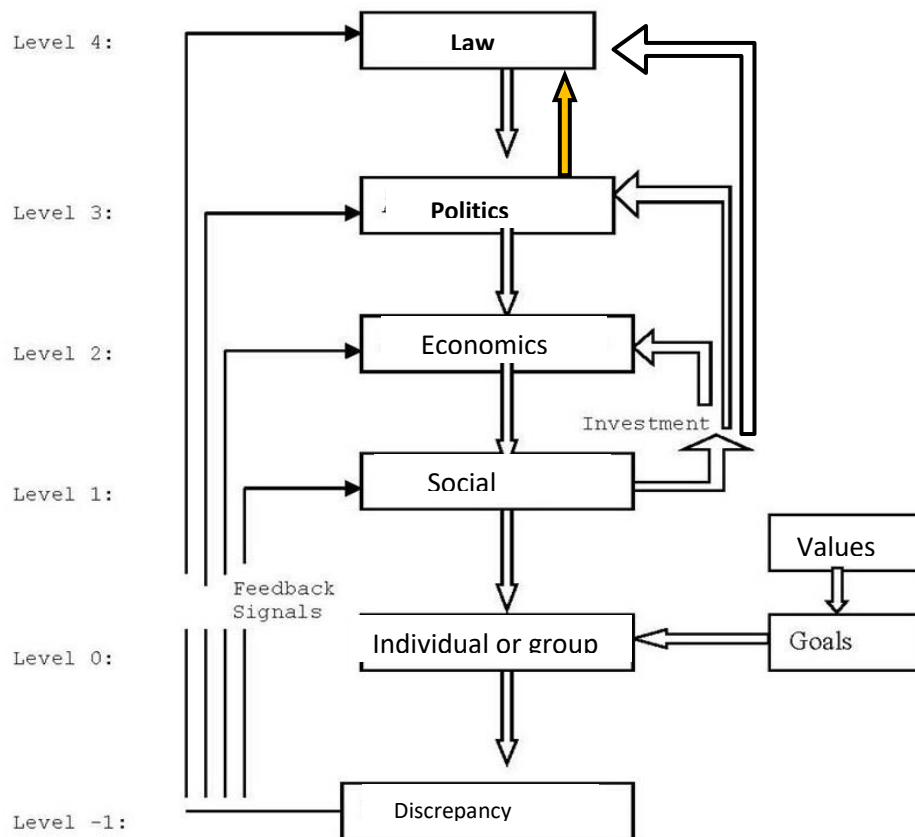 Level 4:
Law
Level 3:
Politics
Level 2:
Economics
Investment
Level 1:
Social
Values
Feedback
Signals
Level 0:
Individual or group
Goals
Level -1:
Discrepancy